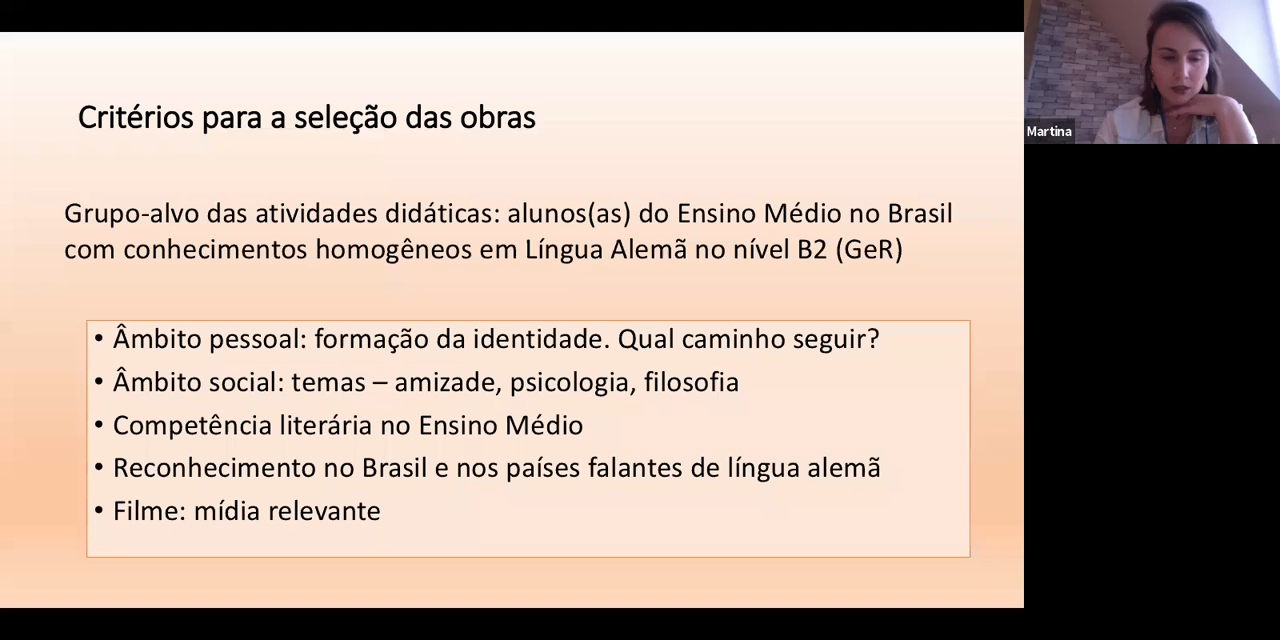 Critérios para a seleção das obras
Grupo-alvo das atividades didáticas: alunos(as) do Ensino Médio no Brasil
com conhecimentos homogêneos em Língua Alemã no nível B2 (GeR)
• Âmbito pessoal: formação da identidade. Qual caminho seguir?
• Âmbito social: temas – amizade, psicologia, filosofia
• Competência literária no Ensino Médio
• Reconhecimento no Brasil e nos países falantes de língua alemã
• Filme: mídia relevante
Martina